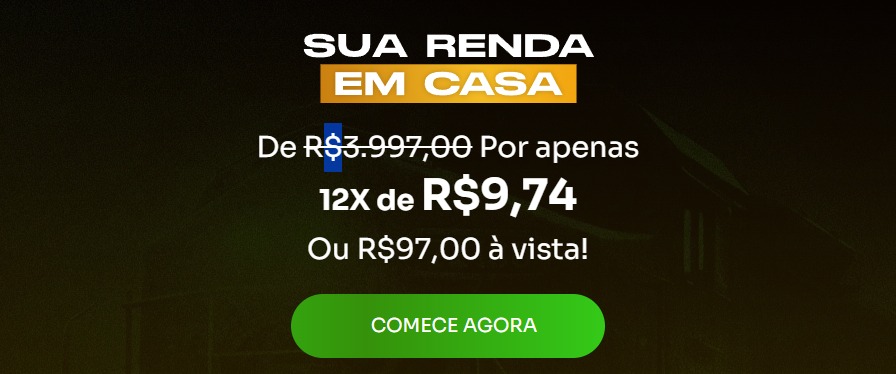 SUA RENDA
EM CASA
De R$3.997,00 Por apenas
12X de R$9,74
Ou R$97,00 à vista!
COMECE AGORA